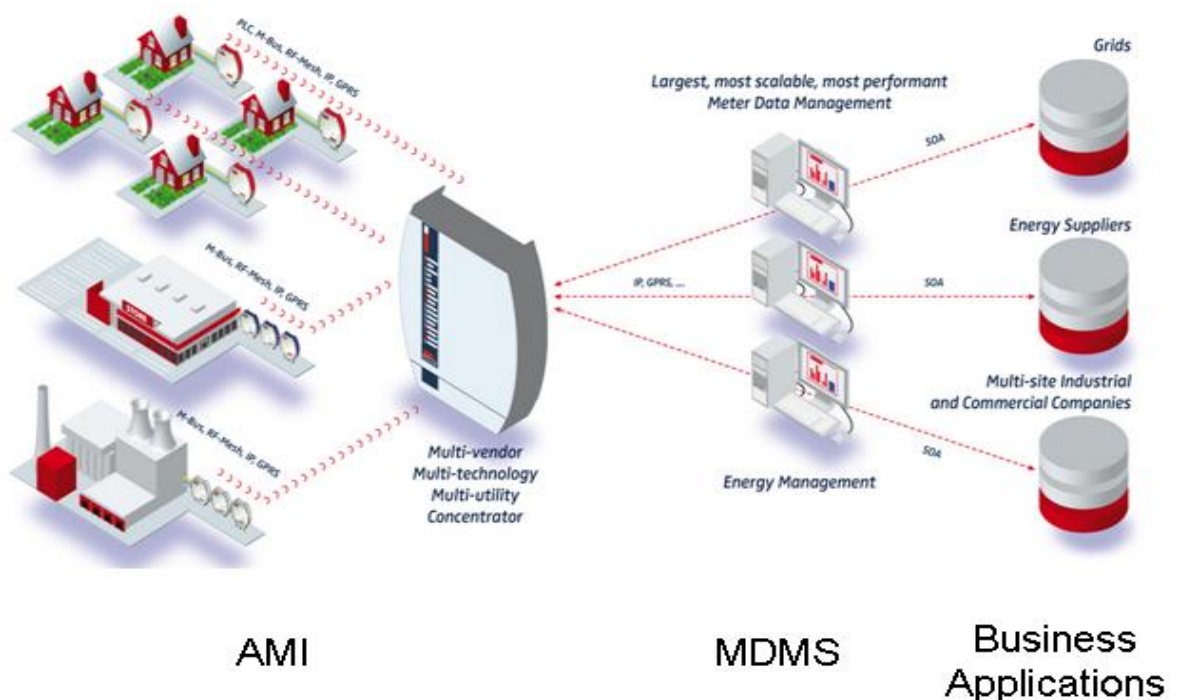 PLC, M-Bus, RF-Mesh, IP, GPRS
Grids
Largest, most scalable, most performant
Meter Data Management
SOA
M-Bus, RF-Mesh, IP, GPRS
STORE
Energy Suppliers
IP, GPRS, ...
SOA
M-Bus, RF-Mesh, IP, GPRS
Multi-site Industrial
and Commercial Companies
Multi-vendor
Multi-technology
Multi-utility
Concentrator
SOA
Energy Management
AMI
MDMS
Business
Applications